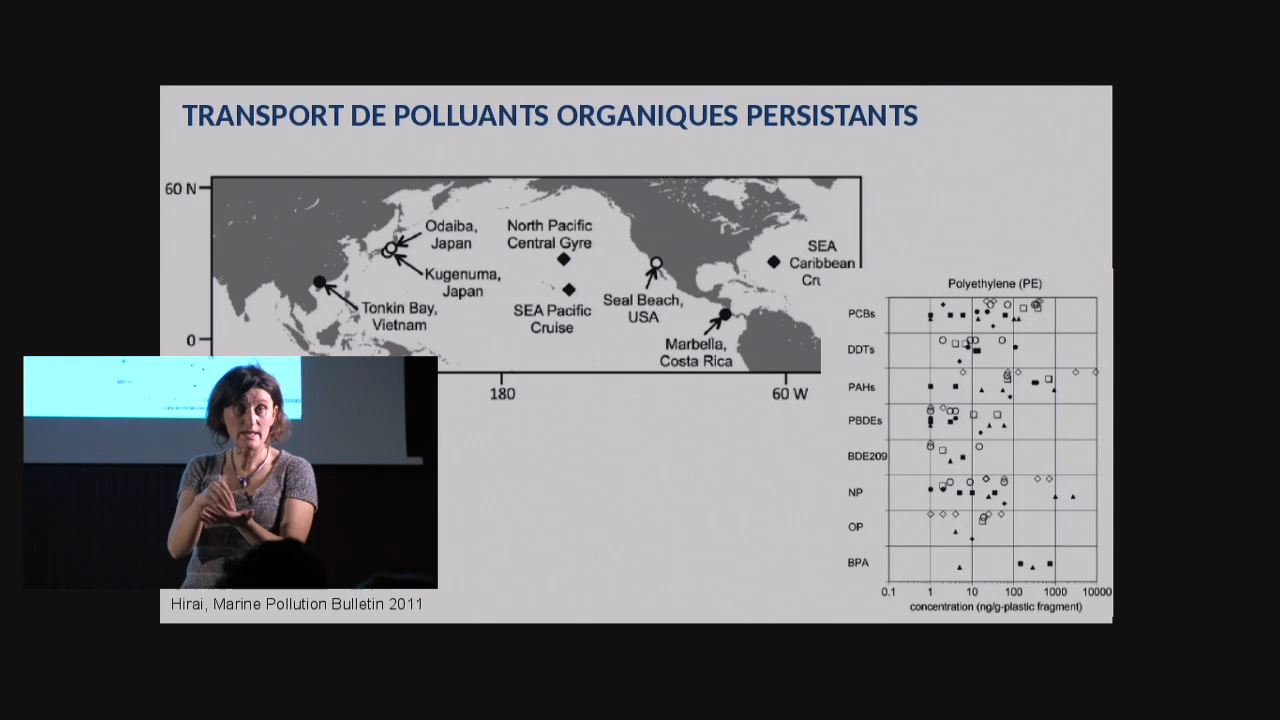 TRANSPORT DE POLLUANTS ORGANIQUES PERSISTANTS
60 N
Odaiba,
Japan
North Pacific
Central Gyre
SEA
Caribbean
Cru
Kugenuma,
Japan
Tonkin Bay,
Vietnam
SEA Pacific
Cruise
Seal Beach,
USA
Marbella,
Costa Rica
0
180
60 W
Polyethylene (PE)
PCBs
DDTs
PAHs
PBDEs
BDE209
NP
OP
BPA
0.1 1 10 100 1000 10000
concentration (ng/g-plastic fragment)
Hirai, Marine Pollution Bulletin 2011